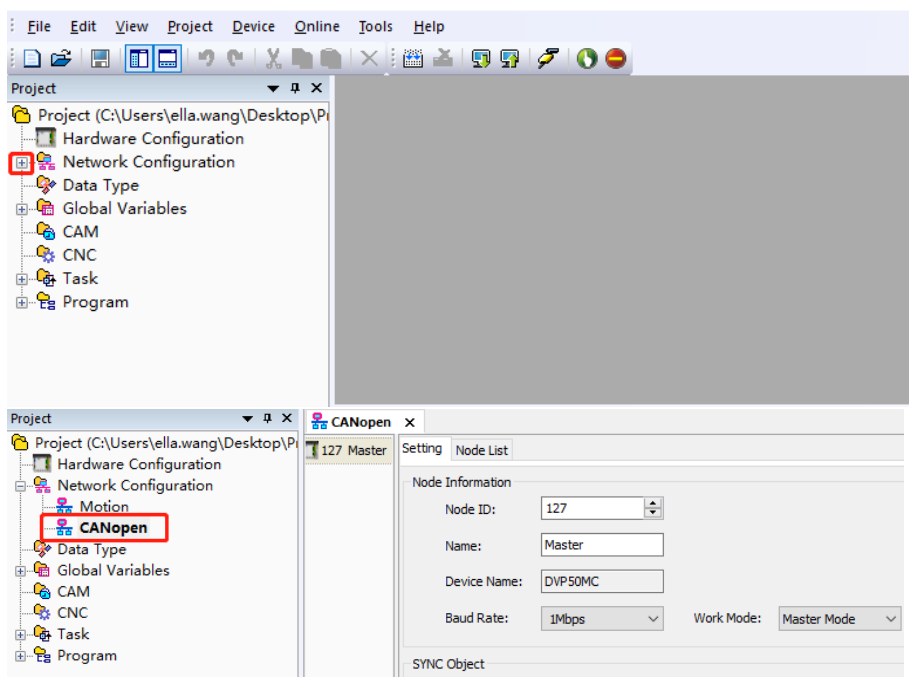 File Edit View Project Device Online Tools Help
Project
Project (C:\Users\ella.wang\Desktop\
Hardware Configuration
Network Configuration
Data Type
Global Variables
CAM
CNC
Task
Program
Project
Project (C:\Users\ella.wang\Desktop\
Hardware Configuration
Network Configuration
Motion
CANopen
Data Type
Global Variables
CAM
CNC
Task
Program
CANopen
127 Master
Setting Node List
Node Information
Node ID: 127
Name: Master
Device Name: DVP50MC
Baud Rate: 1Mbps Work Mode: Master Mode
SYNC Object